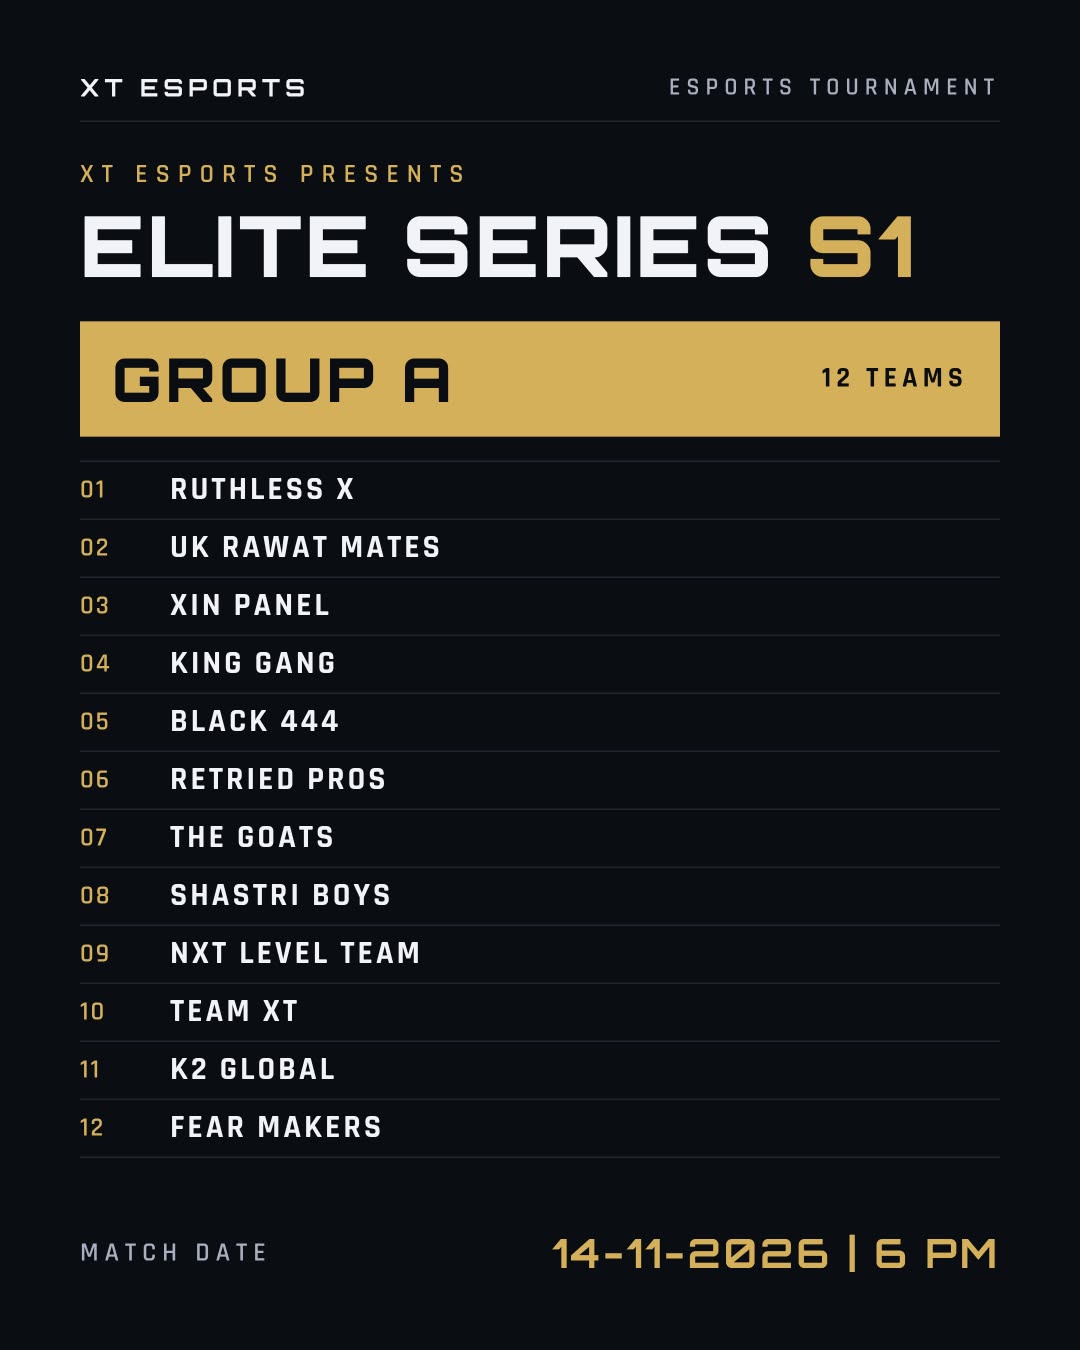 XT ESPORTS
ESPORTS TOURNAMENT
XT ESPORTS PRESENTS
ELITE SERIES S1
GROUP A
12 TEAMS
01 RUTHLESS X
02 UK RAWAT MATES
03 XIN PANEL
04 KING GANG
05 BLACK 444
06 RETRIED PROS
07 THE GOATS
08 SHASTRI BOYS
09 NXT LEVEL TEAM
10 TEAM XT
11 K2 GLOBAL
12 FEAR MAKERS
MATCH DATE
14-11-2026 | 6 PM